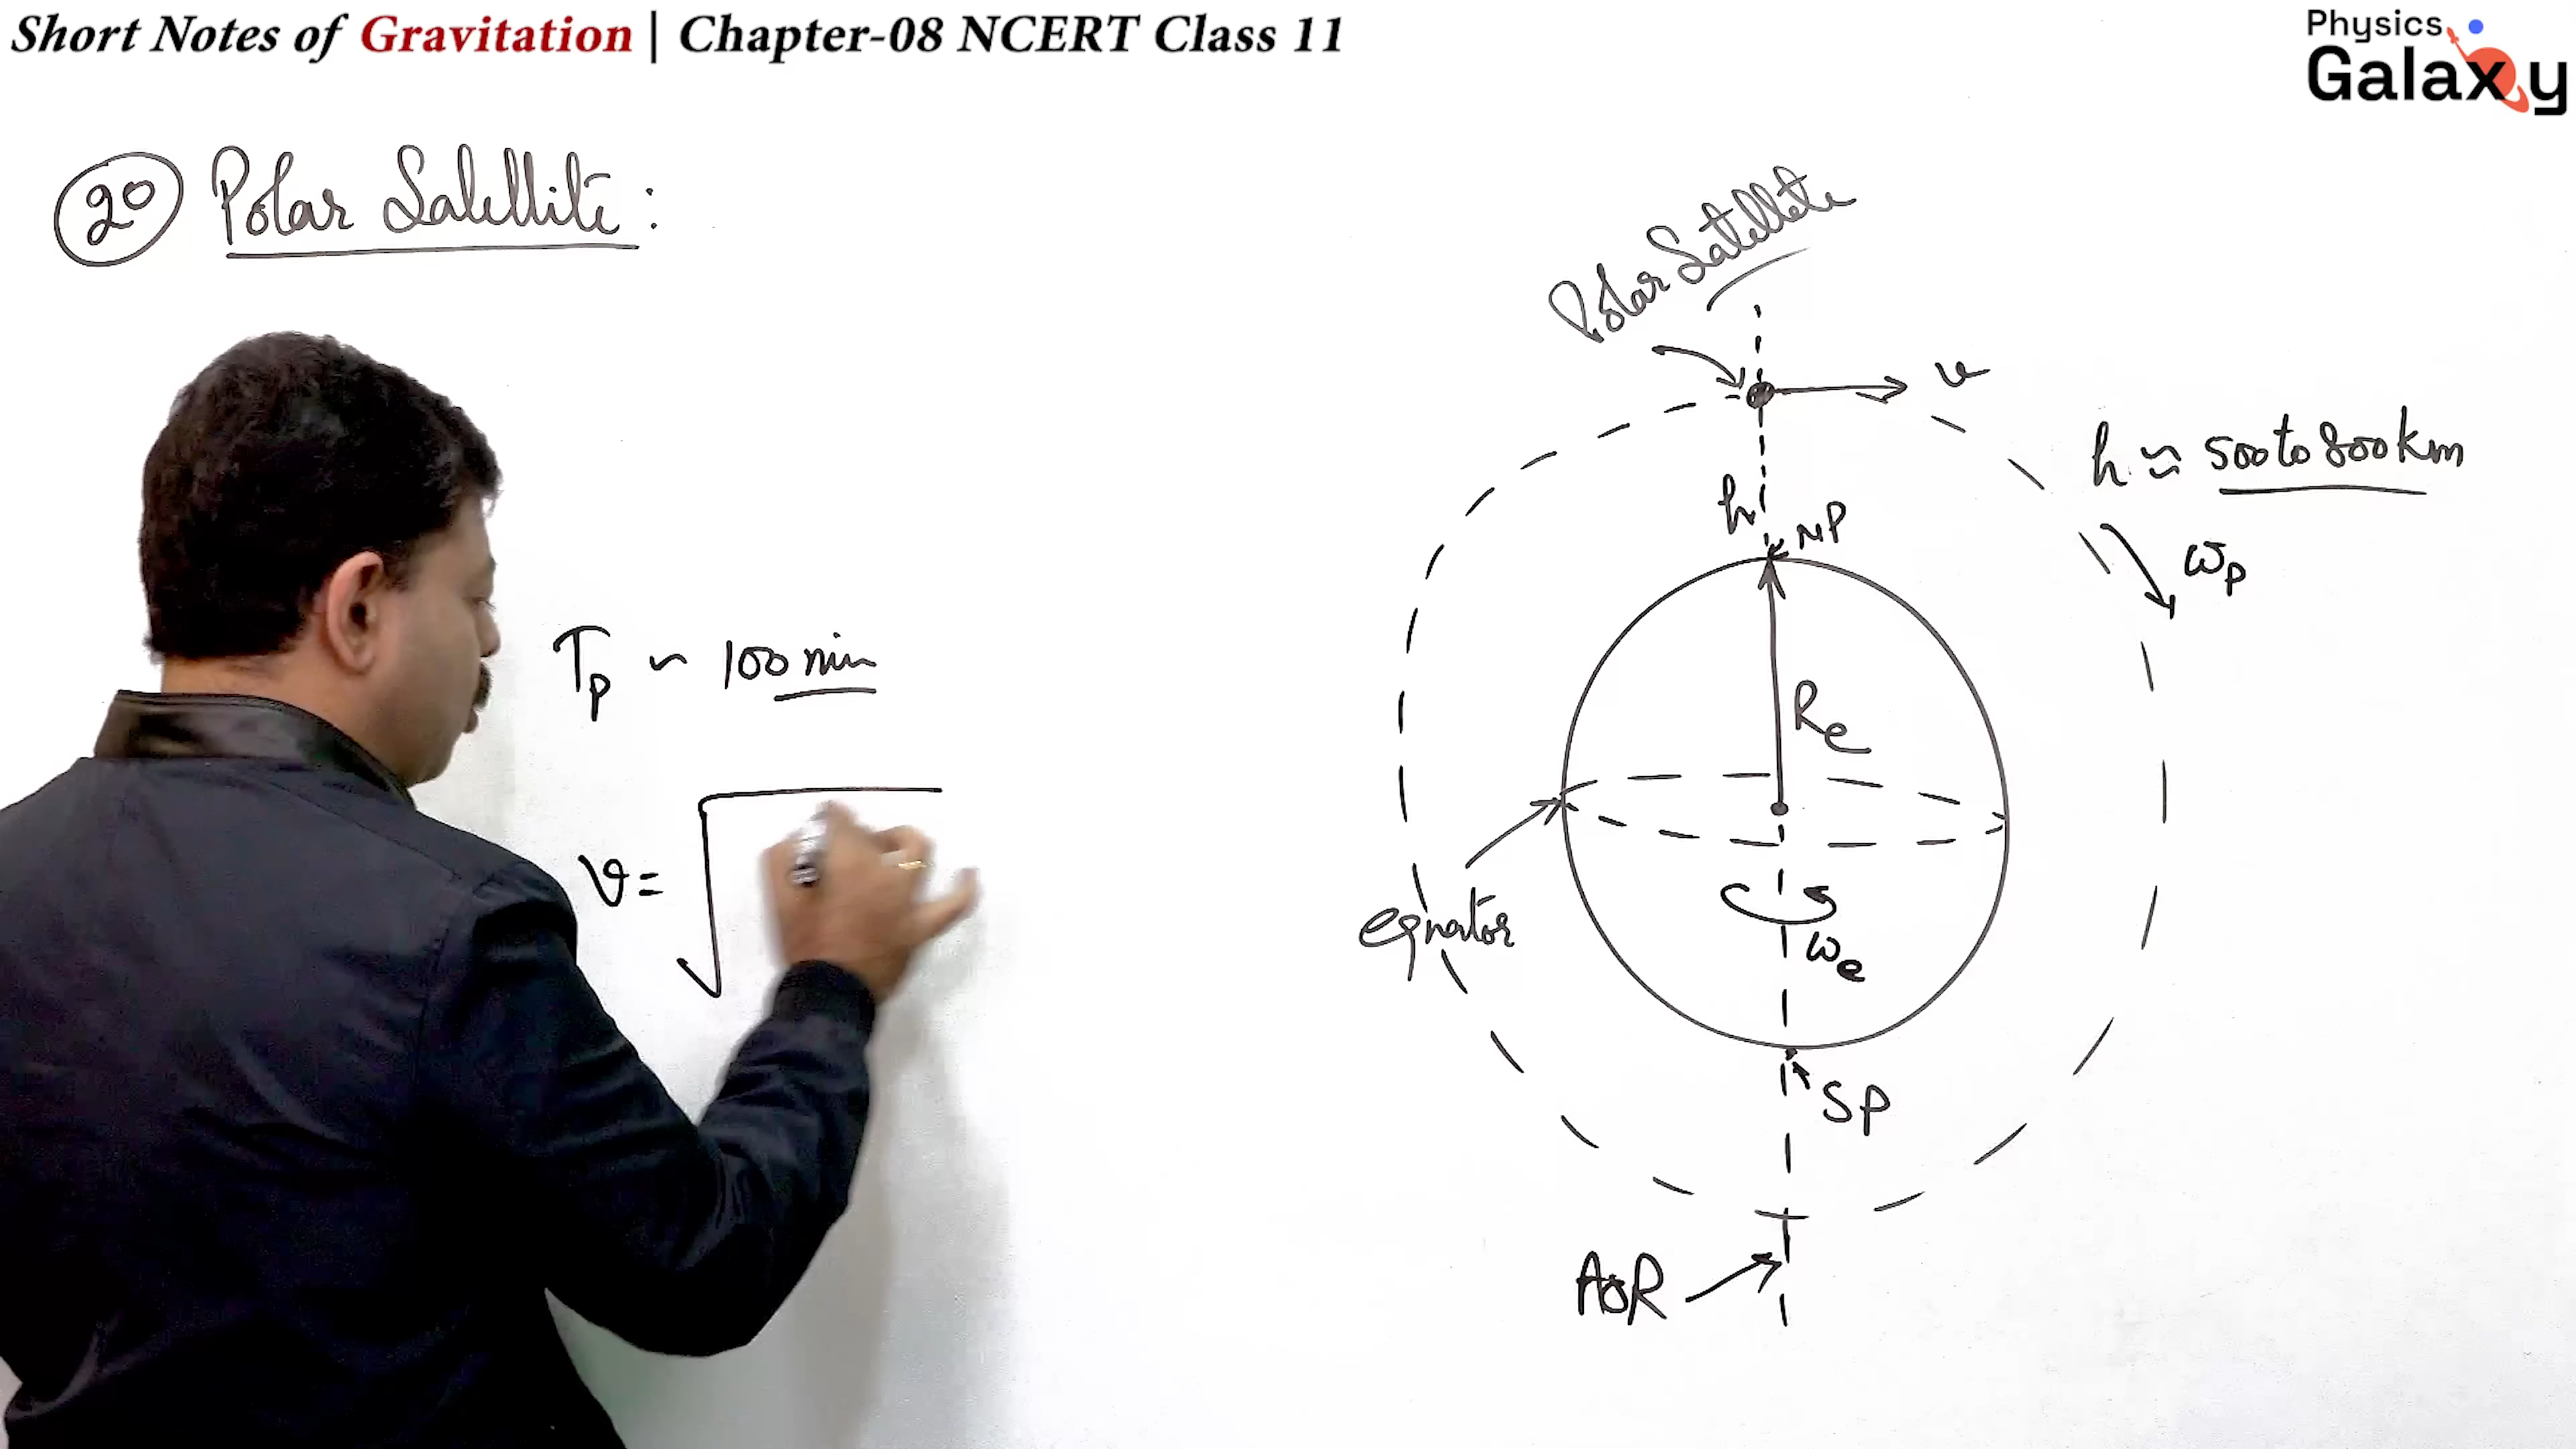 Short Notes of Gravitation | Chapter-08 NCERT Class 11
Physics
Galaxy
20 Polar Satellite :
Polar Satellite
v
h ≈ 500 to 800 km
h
NP
ωp
Tp ~ 100 min
Re
v = √
equator
ωe
SP
AOR